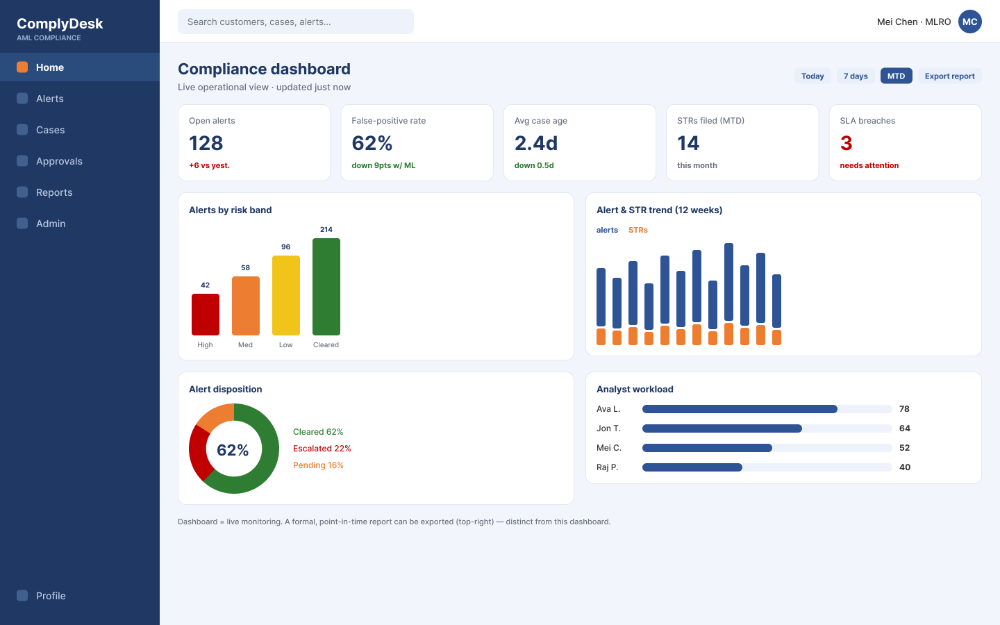 ComplyDesk
AML COMPLIANCE
Home
Alerts
Cases
Approvals
Reports
Admin
Profile
Search customers, cases, alerts...
Mei Chen · MLRO
MC
Compliance dashboard
Live operational view · updated just now
Today
7 days
MTD
Export report
Open alerts
128
+6 vs yest.
False-positive rate
62%
down 9pts w/ ML
Avg case age
2.4d
down 0.5d
STRs filed (MTD)
14
this month
SLA breaches
3
needs attention
Alerts by risk band
42
58
96
214
High
Med
Low
Cleared
Alert & STR trend (12 weeks)
alerts STRs
Alert disposition
62%
Cleared 62%
Escalated 22%
Pending 16%
Analyst workload
Ava L. 78
Jon T. 64
Mei C. 52
Raj P. 40
Dashboard = live monitoring. A formal, point-in-time report can be exported (top-right) — distinct from this dashboard.